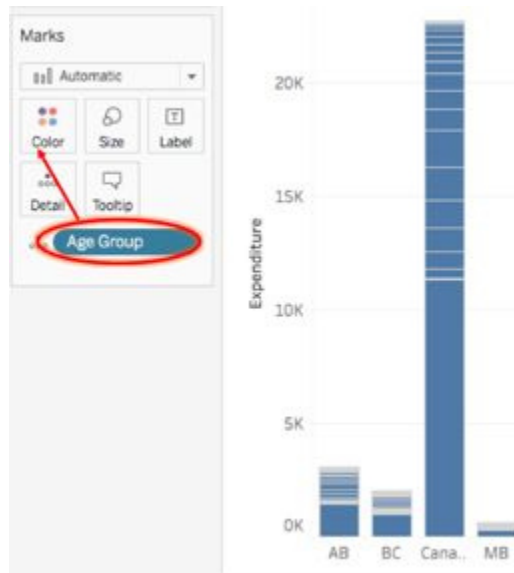 Marks
Automatic
Color Size Label
Detail Tooltip
Age Group
Expenditure
20K
15K
10K
5K
0K
AB BC Cana.. MB